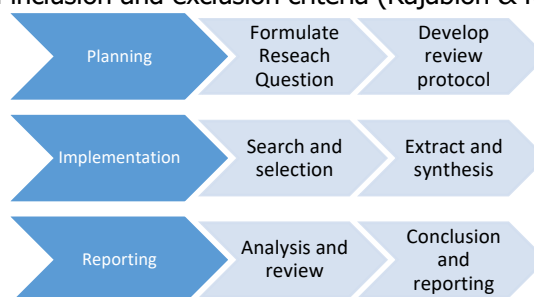 inclusion and exclusion criteria (Rajablon &
Planning
Formulate
Reseach
Question
Develop
review
protocol
Implementation
Search and
selection
Extract and
synthesis
Reporting
Analysis and
review
Conclusion
and
reporting